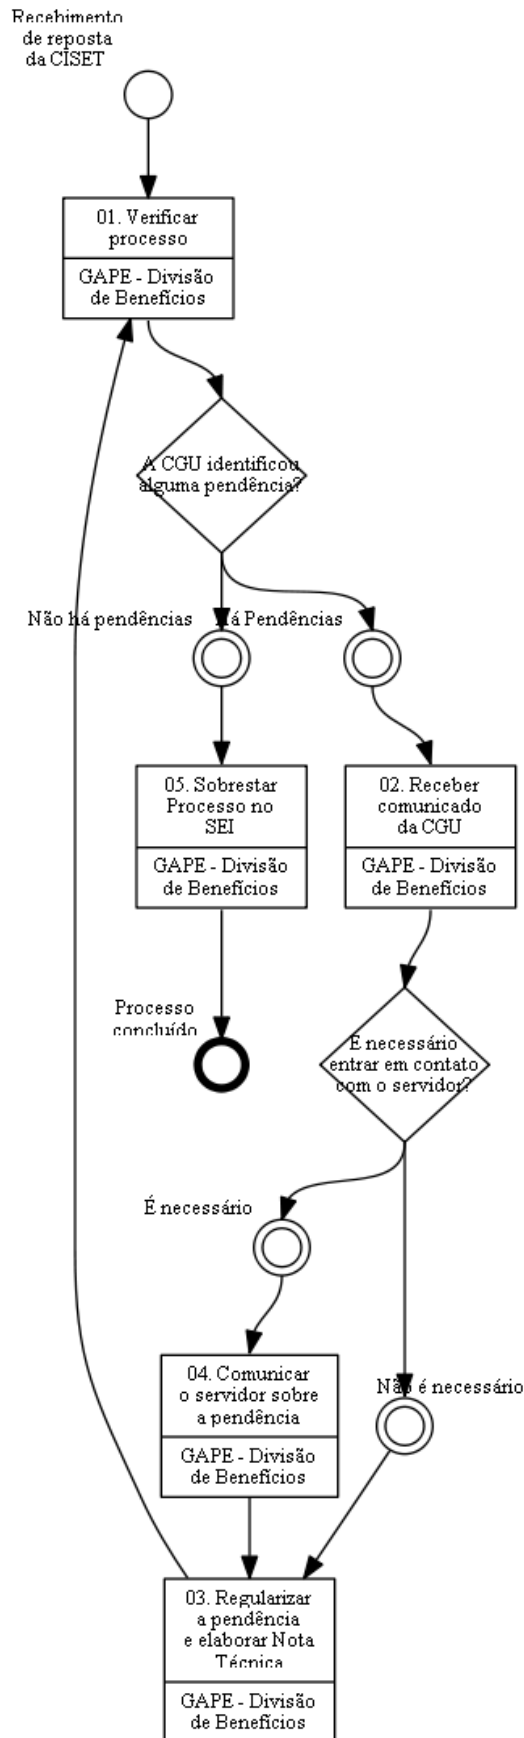 Recebimento
de reposta
da CISET
01. Verificar
processo
GAPE - Divisão
de Benefícios
A CGU identificou
alguma pendência?
Não há pendências
Há Pendências
05. Sobrestar
Processo no
SEI
GAPE - Divisão
de Benefícios
02. Receber
comunicado
da CGU
GAPE - Divisão
de Benefícios
Processo
concluído
E necessário
entrar em contato
com o servidor?
É necessário
04. Comunicar
o servidor sobre
a pendência
GAPE - Divisão
de Benefícios
Não é necessário
03. Regularizar
a pendência
e elaborar Nota
Técnica
GAPE - Divisão
de Benefícios